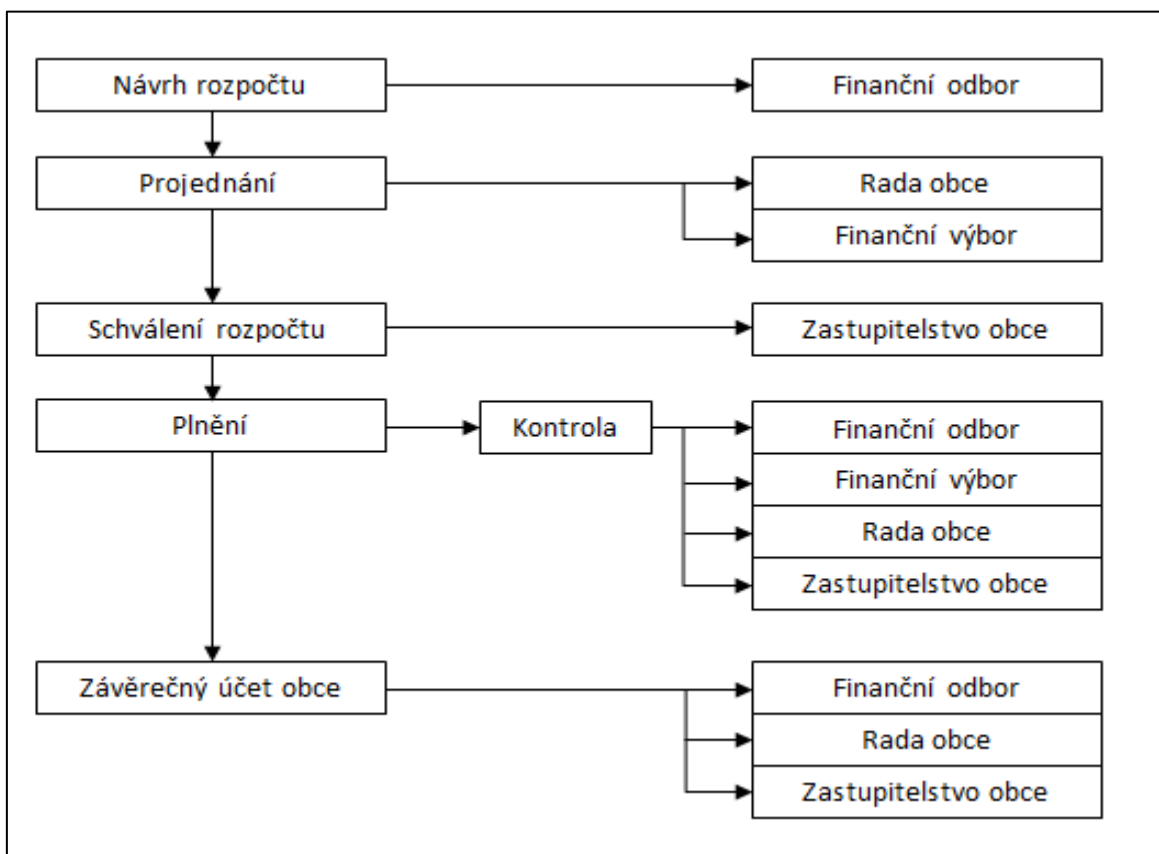 Návrh rozpočtu
Finanční odbor
Projednání
Rada obce
Finanční výbor
Schválení rozpočtu
Zastupitelstvo obce
Plnění
Kontrola
Finanční odbor
Finanční výbor
Rada obce
Zastupitelstvo obce
Závěrečný účet obce
Finanční odbor
Rada obce
Zastupitelstvo obce